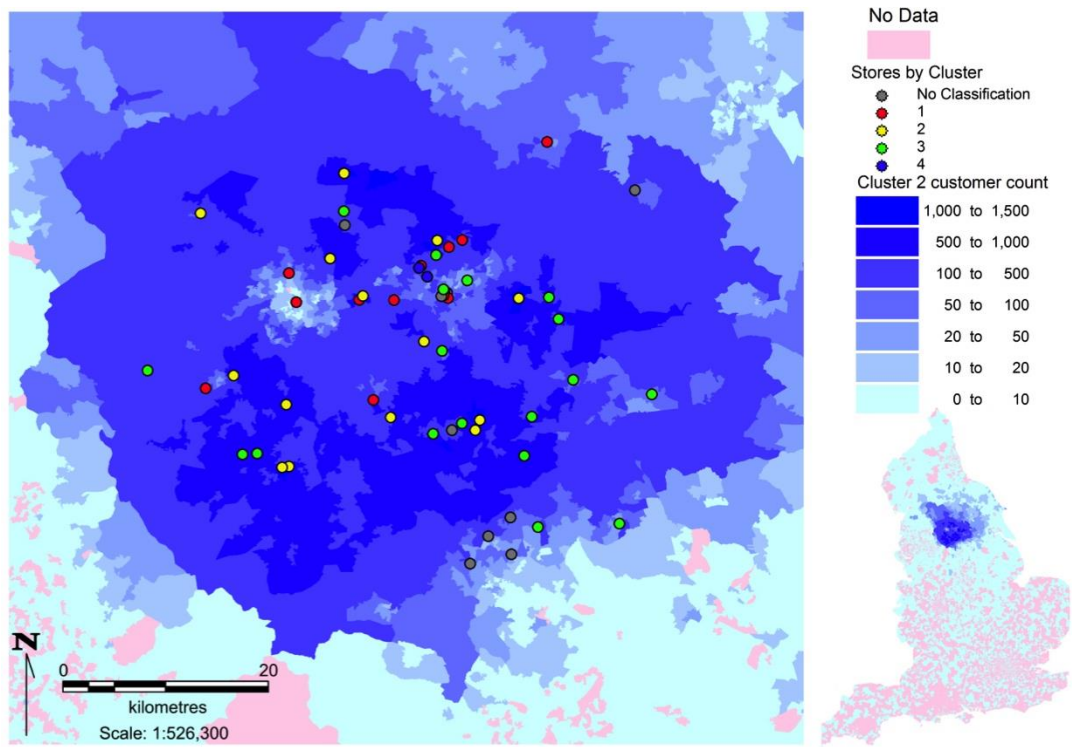 No Data
Stores by Cluster
No Classification
1
2
3
4
Cluster 2 customer count
1,000 to 1,500
500 to 1,000
100 to 500
50 to 100
20 to 50
10 to 20
0 to 10
N
0 20
kilometres
Scale: 1:526,300